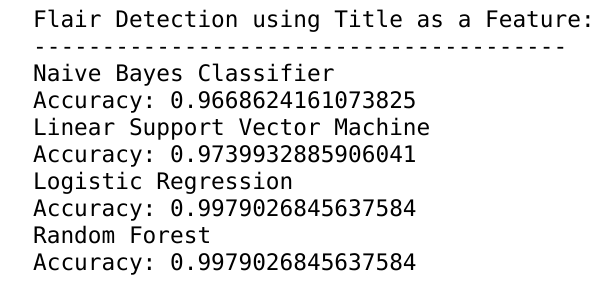 Flair Detection using Title as a Feature:
---------------------------------------
Naive Bayes Classifier
Accuracy: 0.9668624161073825
Linear Support Vector Machine
Accuracy: 0.9739932885906041
Logistic Regression
Accuracy: 0.9979026845637584
Random Forest
Accuracy: 0.9979026845637584